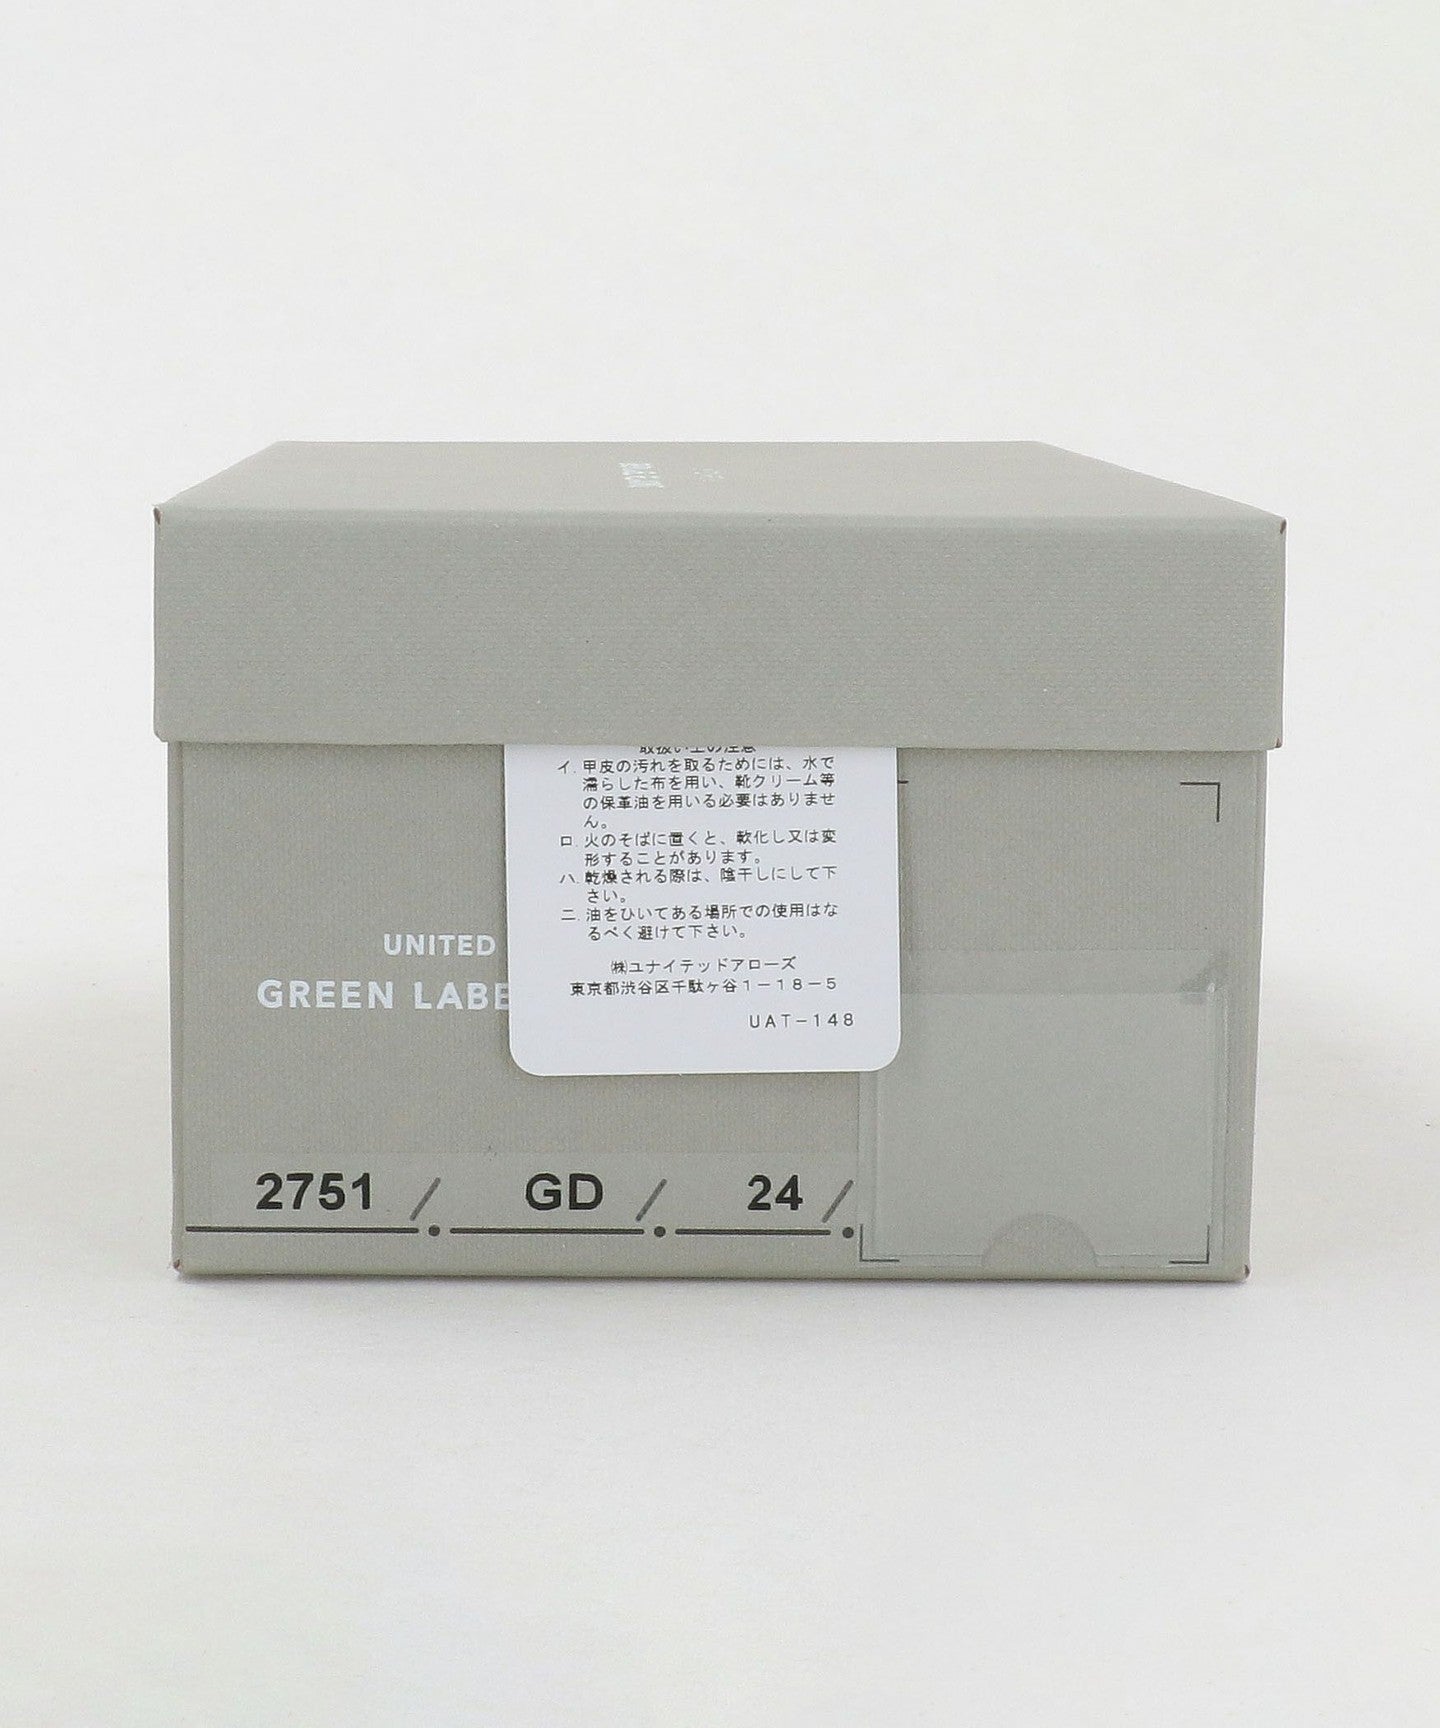 取扱い上の注意
イ. 甲皮の汚れを取るためには、水で
濡らした布を用い、靴クリーム等
の保革油を用いる必要はありませ
ん。
ロ. 火のそばに置くと、軟化し又は変
形することがあります。
ハ. 乾燥される際は、陰干しにして下
さい。
ニ. 油をひいてある場所での使用はな
るべく避けて下さい。
㈱ユナイテッドアローズ
東京都渋谷区千駄ヶ谷1-18-5
UAT-148
UNITED
GREEN LABE
2751 / GD / 24 /